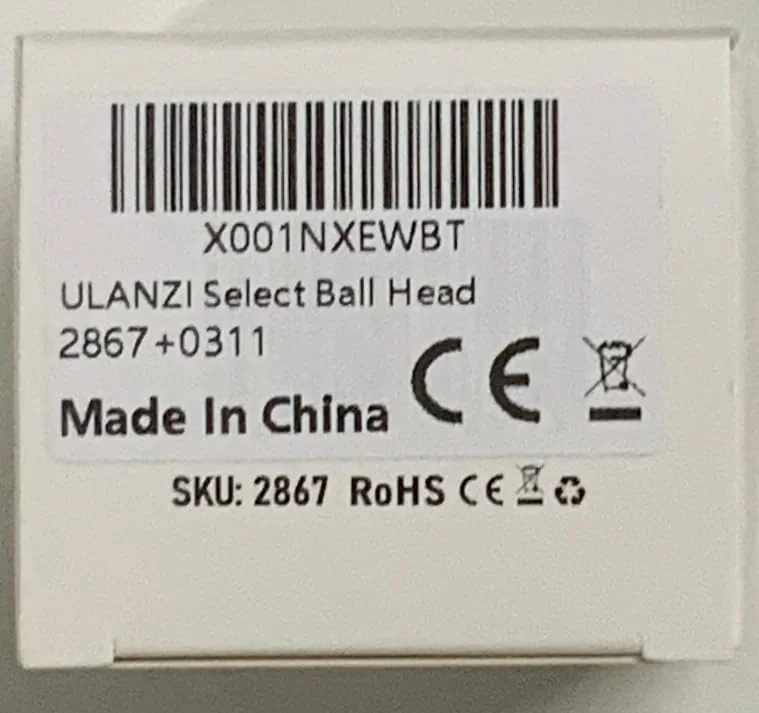 X001NXEWBT
ULANZI Select Ball Head
2867+0311
Made In China CE
SKU: 2867 RoHS CE